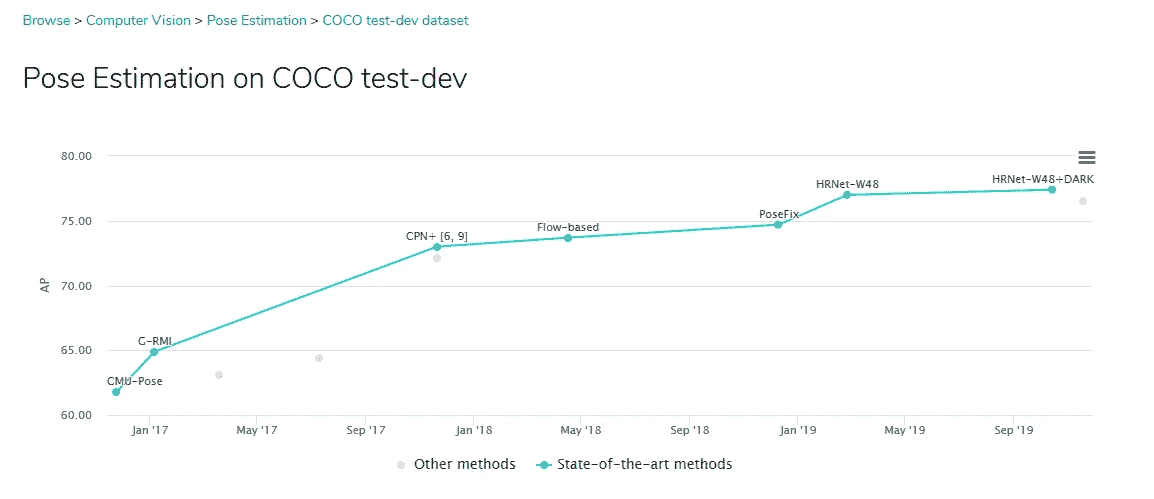 Browse > Computer Vision > Pose Estimation > COCO test-dev dataset
Pose Estimation on COCO test-dev
80.00
75.00
70.00
65.00
60.00
AP
CMU-Pose
G-RMI
CPN+ [6, 9]
Flow-based
PoseFix
HRNet-W48
HRNet-W48+DARK
Jan '17
May '17
Sep '17
Jan '18
May '18
Sep '18
Jan '19
May '19
Sep '19
Other methods
State-of-the-art methods